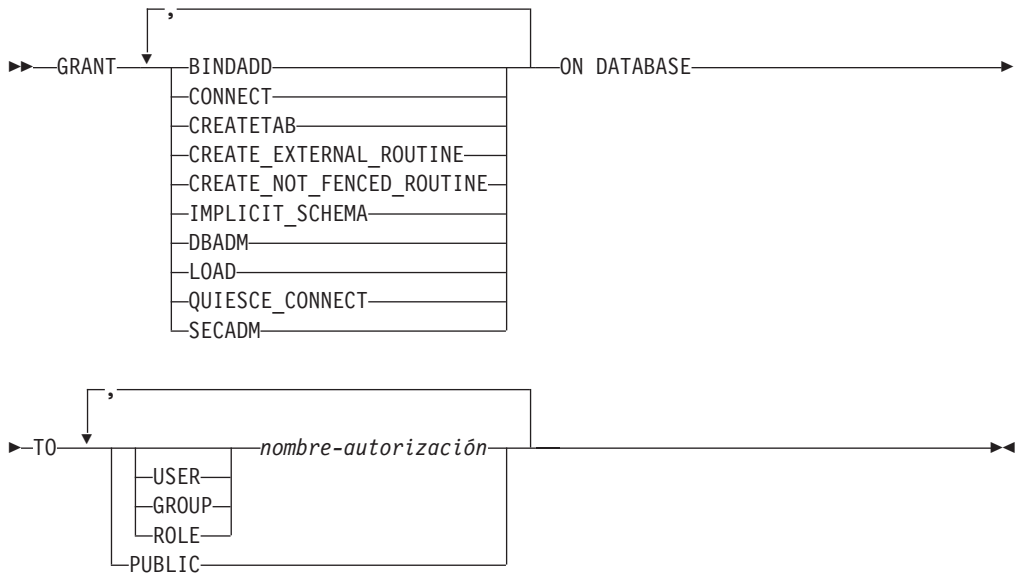 ,
GRANT BINDADD ON DATABASE
CONNECT
CREATETAB
CREATE_EXTERNAL_ROUTINE
CREATE_NOT_FENCED_ROUTINE
IMPLICIT_SCHEMA
DBADM
LOAD
QUIESCE_CONNECT
SECADM
,
TO nombre-autorización
USER
GROUP
ROLE
PUBLIC